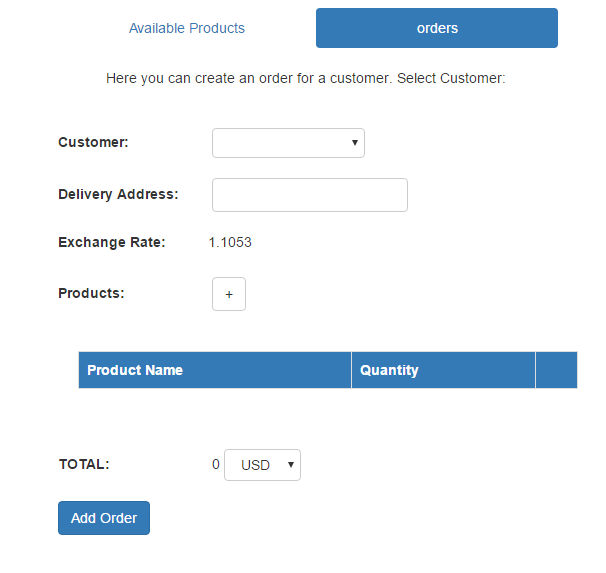 Available Products orders
Here you can create an order for a customer. Select Customer:
Customer:
Delivery Address:
Exchange Rate: 1.1053
Products: +
Product Name Quantity
TOTAL: 0 USD
Add Order